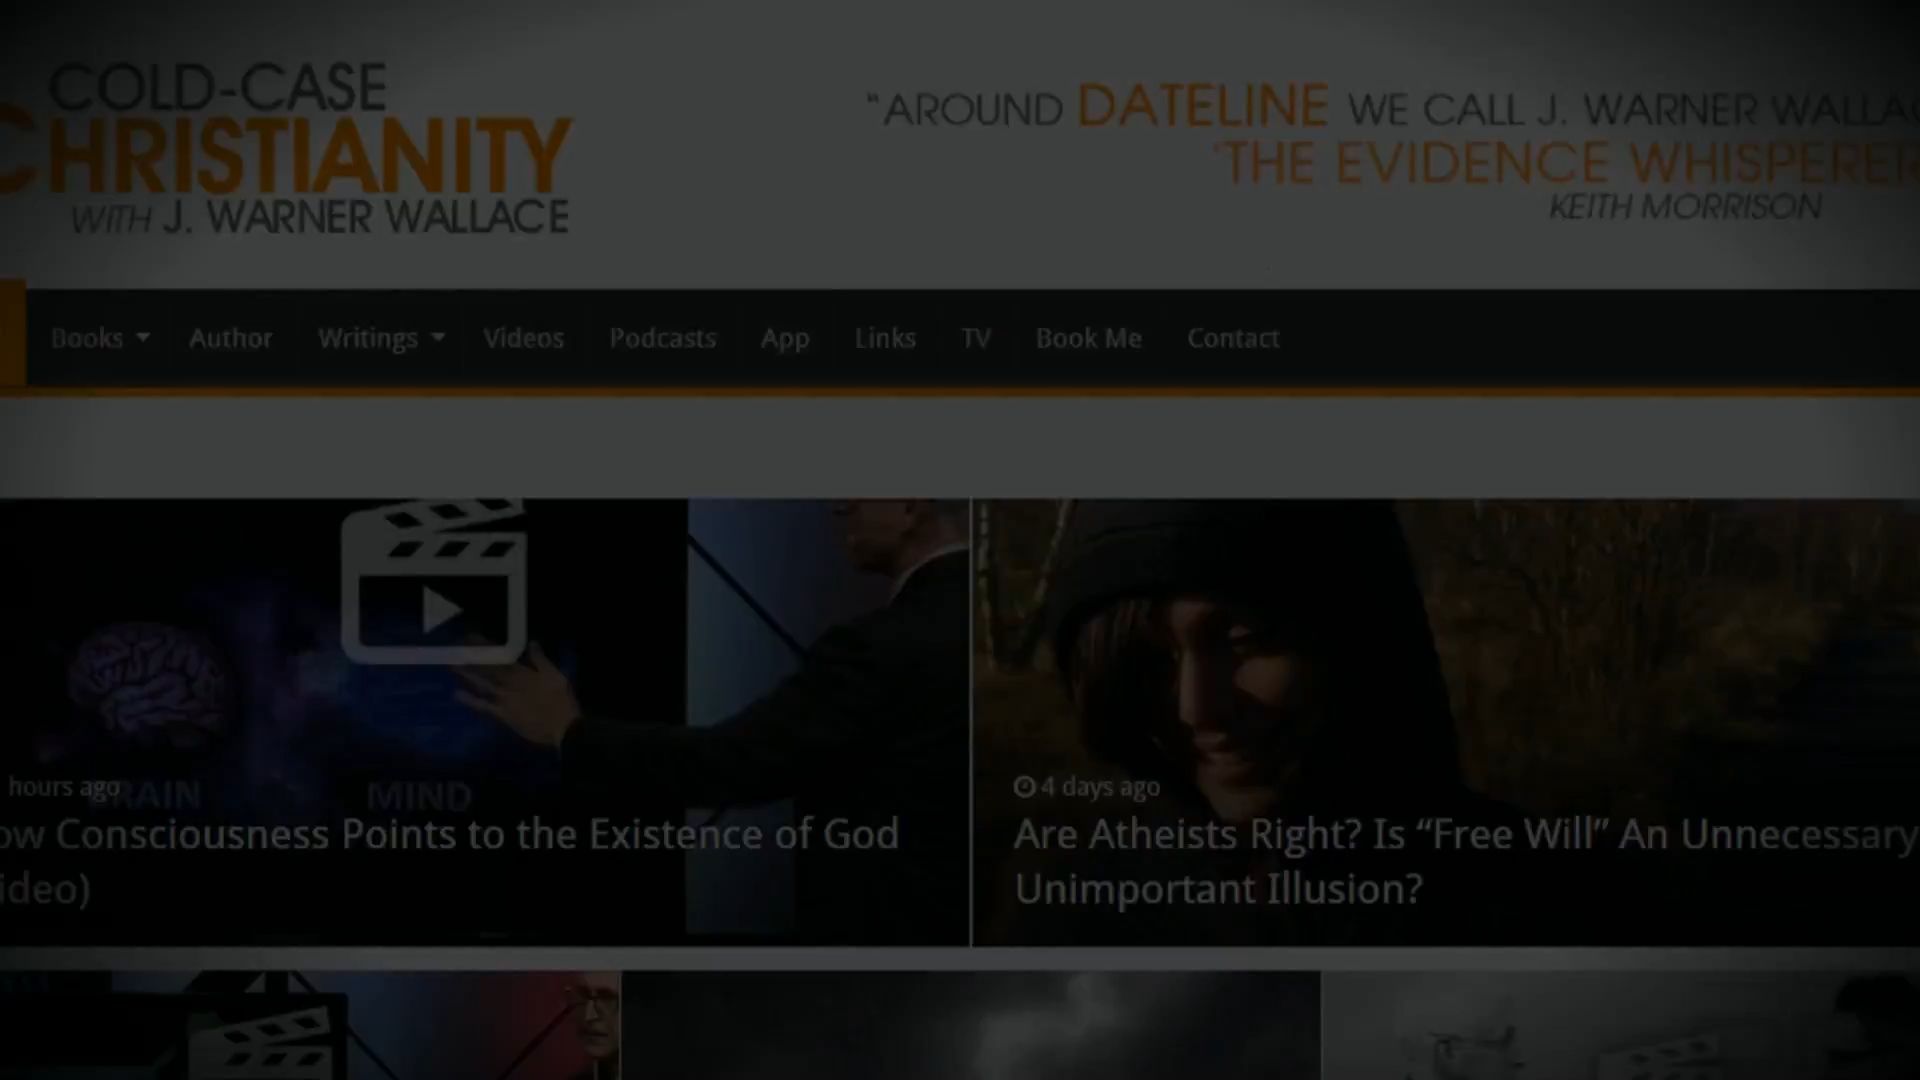 COLD-CASE
CHRISTIANITY
WITH J. WARNER WALLACE
"AROUND DATELINE WE CALL J. WARNER WALLAC
"THE EVIDENCE WHISPERER
KEITH MORRISON
Books Author Writings Videos Podcasts App Links TV Book Me Contact
BRAIN MIND
hours ago
ow Consciousness Points to the Existence of God
ideo)
4 days ago
Are Atheists Right? Is “Free Will” An Unnecessary
Unimportant Illusion?